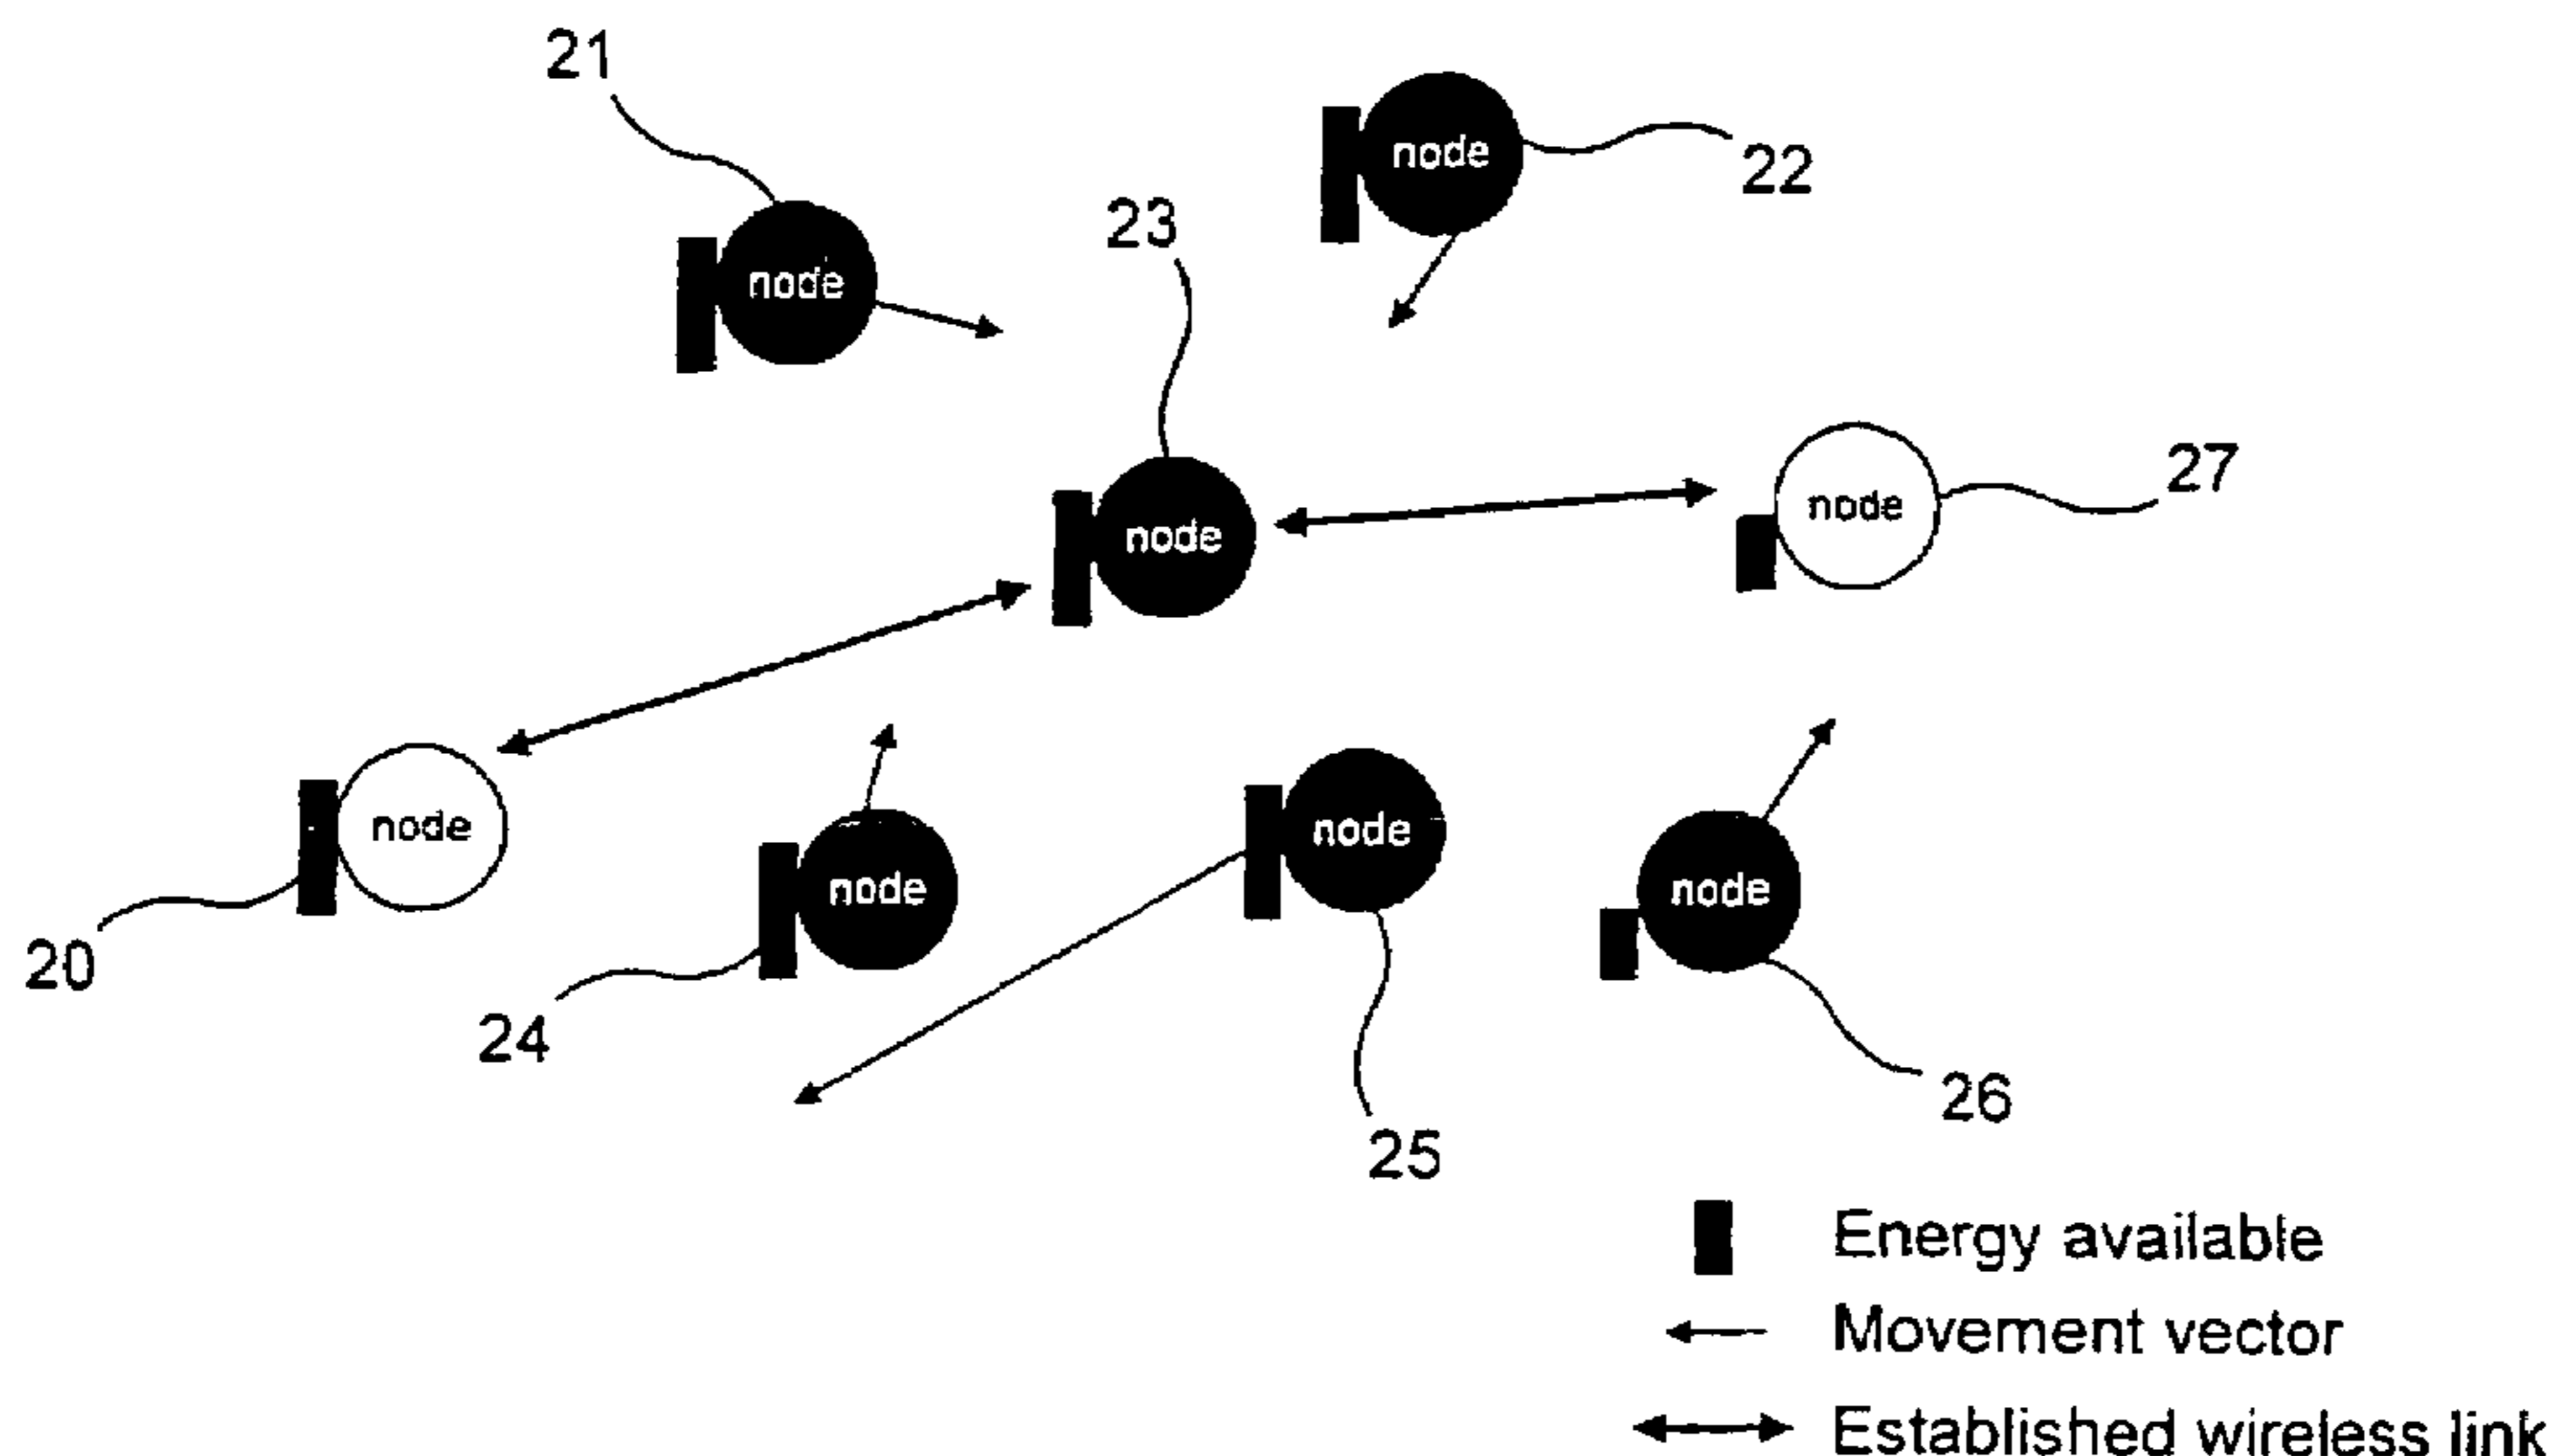 21
node
22
23
node
node
27
node
node
node
node
node
20
24
26
25
Energy available
Movement vector
Established wireless link